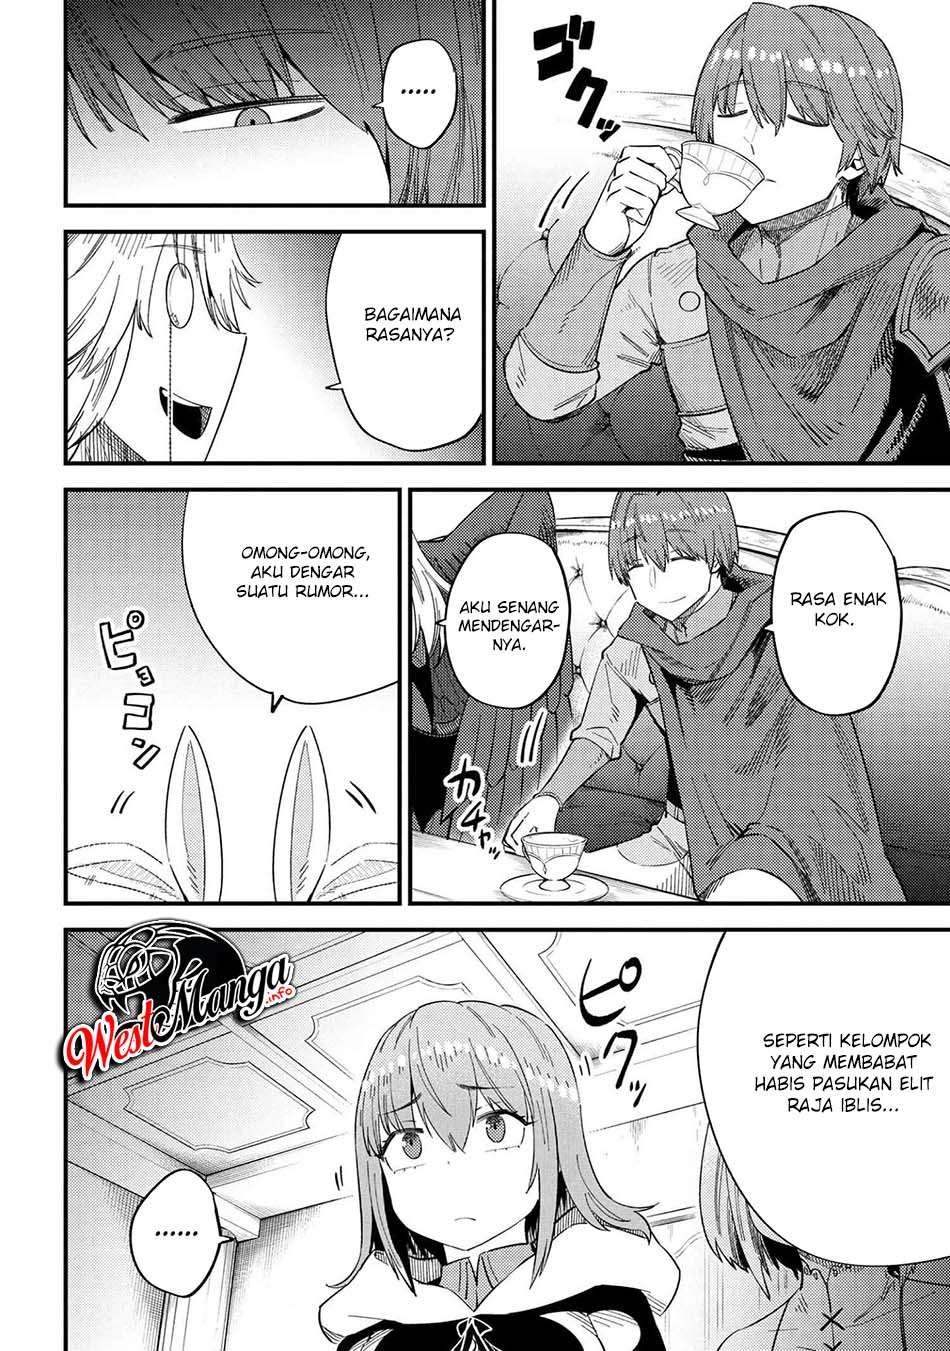 ゴクッ
.....
BAGAIMANA
RASANYA?
RASA ENAK
KOK.
AKU SENANG
MENDENGAR-
NYA.
カチャッ
OMONG-OMONG,
AKU DENGAR
SUATU RUMOR...
ピョコン
SEPERTI KELOMPOK
YANG MEMBABAT
HABIS PASUKAN ELIT
RAJA IBLIS...
ピクッ
......
WestManga
.info